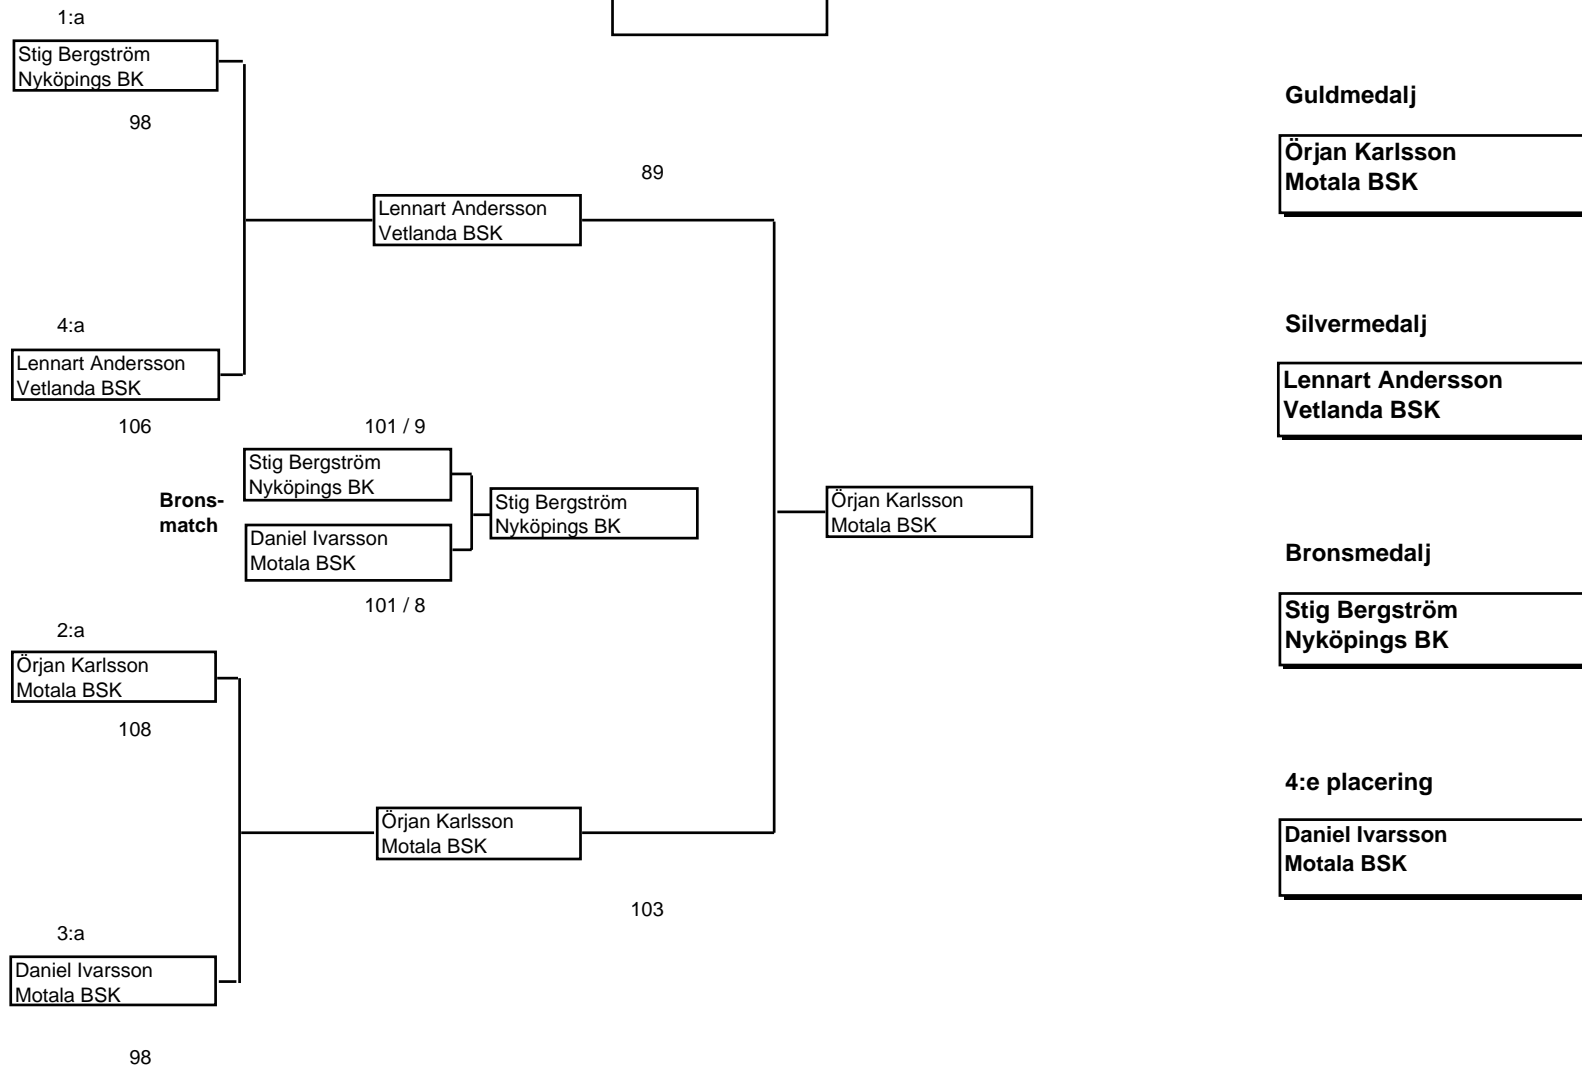 1:a
Stig Bergström
Nyköpings BK
98
89
Lennart Andersson
Vetlanda BSK
4:a
Lennart Andersson
Vetlanda BSK
106
101 / 9
Stig Bergström
Nyköpings BK
Brons-
match
Daniel Ivarsson
Motala BSK
101 / 8
Stig Bergström
Nyköpings BK
Örjan Karlsson
Motala BSK
2:a
Örjan Karlsson
Motala BSK
108
Örjan Karlsson
Motala BSK
103
3:a
Daniel Ivarsson
Motala BSK
98
Guldmedalj
Örjan Karlsson
Motala BSK
Silvermedalj
Lennart Andersson
Vetlanda BSK
Bronsmedalj
Stig Bergström
Nyköpings BK
4:e placering
Daniel Ivarsson
Motala BSK